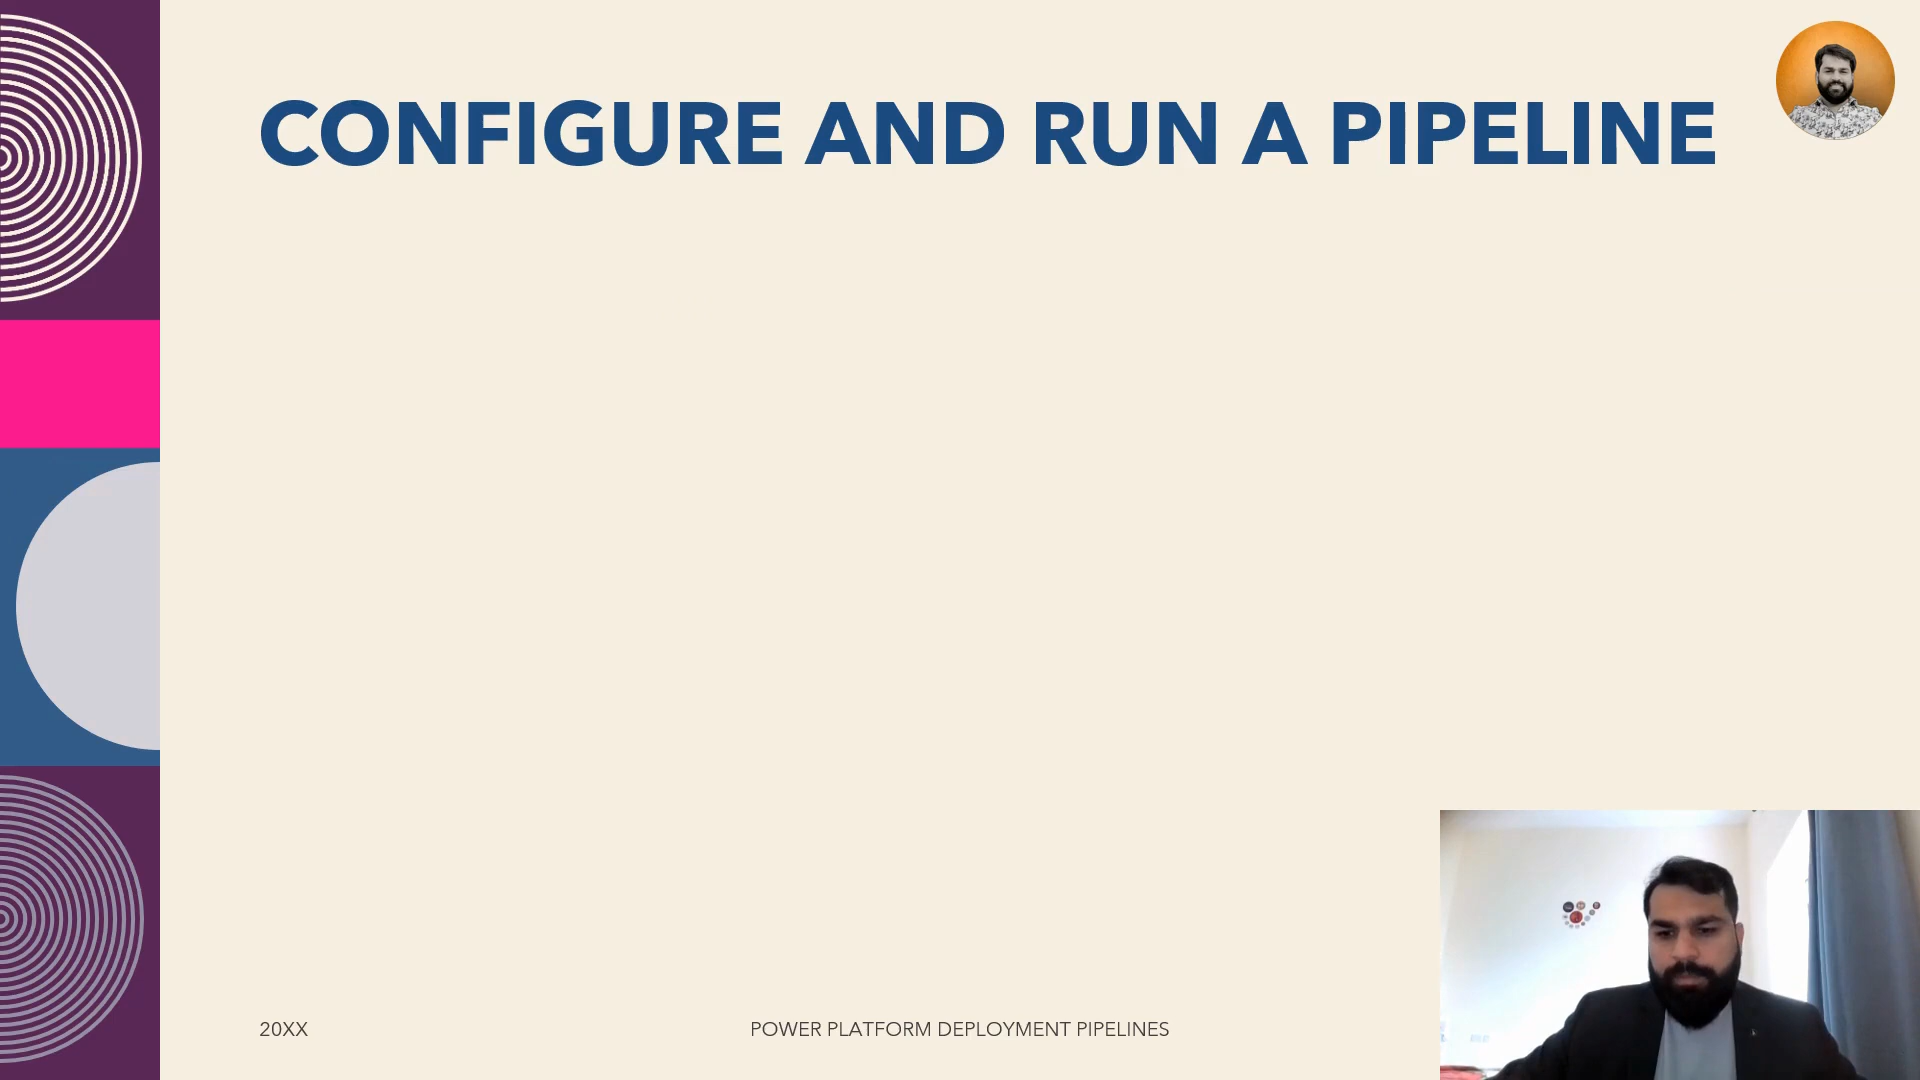 CONFIGURE AND RUN A PIPELINE
20XX
POWER PLATFORM DEPLOYMENT PIPELINES